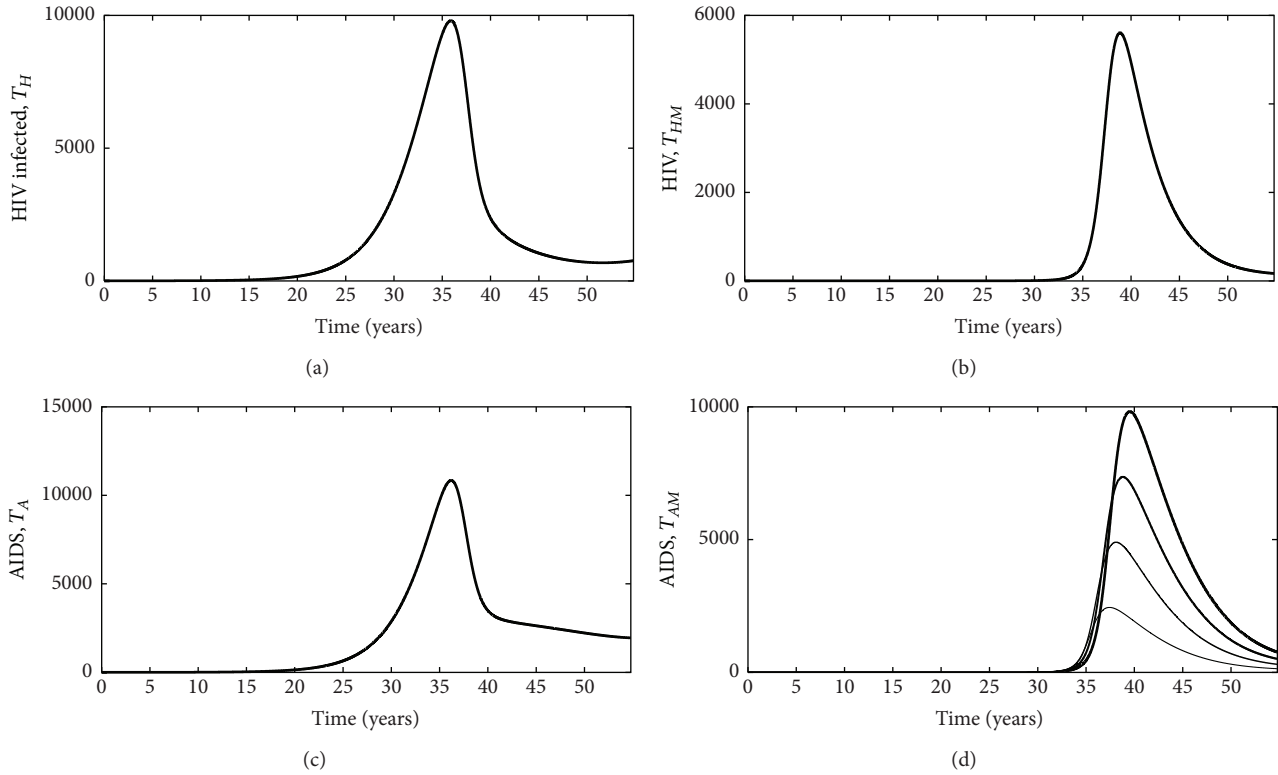 10000
5000
0
HIV infected, T_H
0 5 10 15 20 25 30 35 40 45 50
Time (years)
(a)
6000
4000
2000
0
HIV, T_HM
0 5 10 15 20 25 30 35 40 45 50
Time (years)
(b)
15000
10000
5000
0
AIDS, T_A
0 5 10 15 20 25 30 35 40 45 50
Time (years)
(c)
10000
5000
0
AIDS, T_AM
0 5 10 15 20 25 30 35 40 45 50
Time (years)
(d)